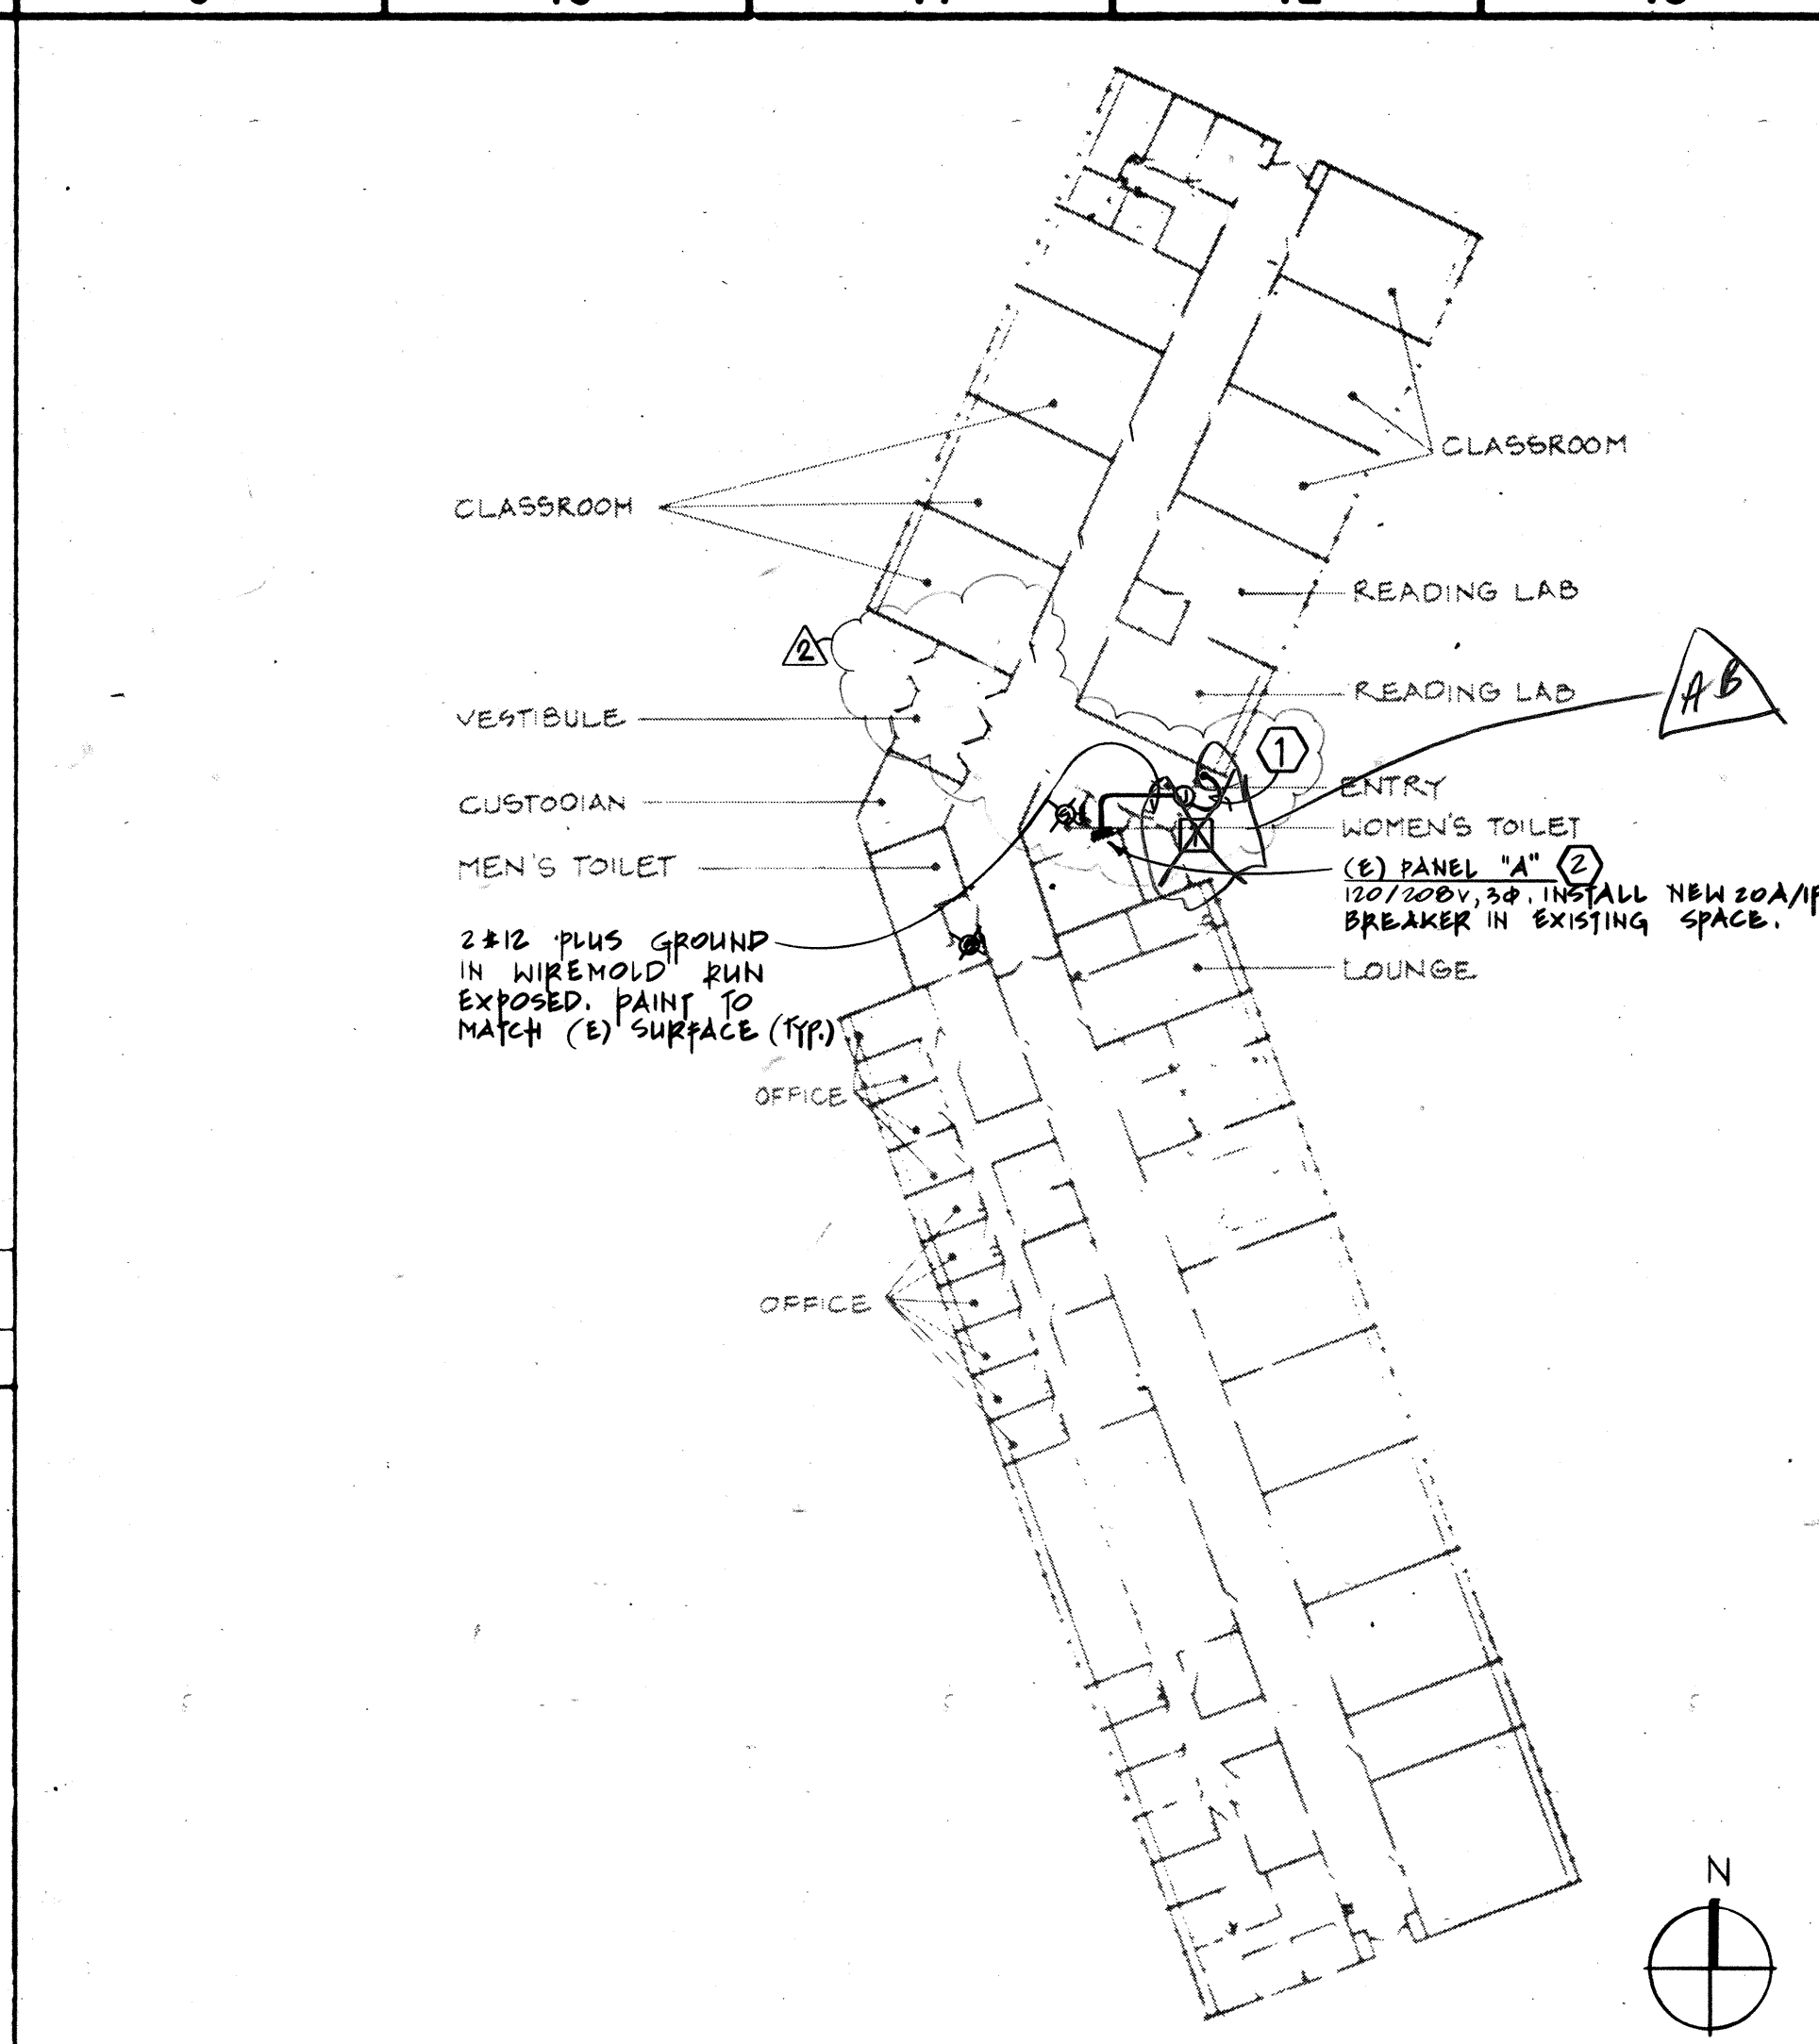 CLASSROOM
CLASSROOM
READING LAB
2
READING LAB
AB
VESTIBULE
1
ENTRY
CUSTODIAN
WOMEN'S TOILET
MEN'S TOILET
(E) PANEL "A" 2
120/208V, 3Φ. INSTALL NEW 20A/1P
BREAKER IN EXISTING SPACE.
2#12 PLUS GROUND
IN WIREMOLD RUN
EXPOSED. PAINT TO
MATCH (E) SURFACE (TYP.)
LOUNGE
OFFICE
OFFICE
N